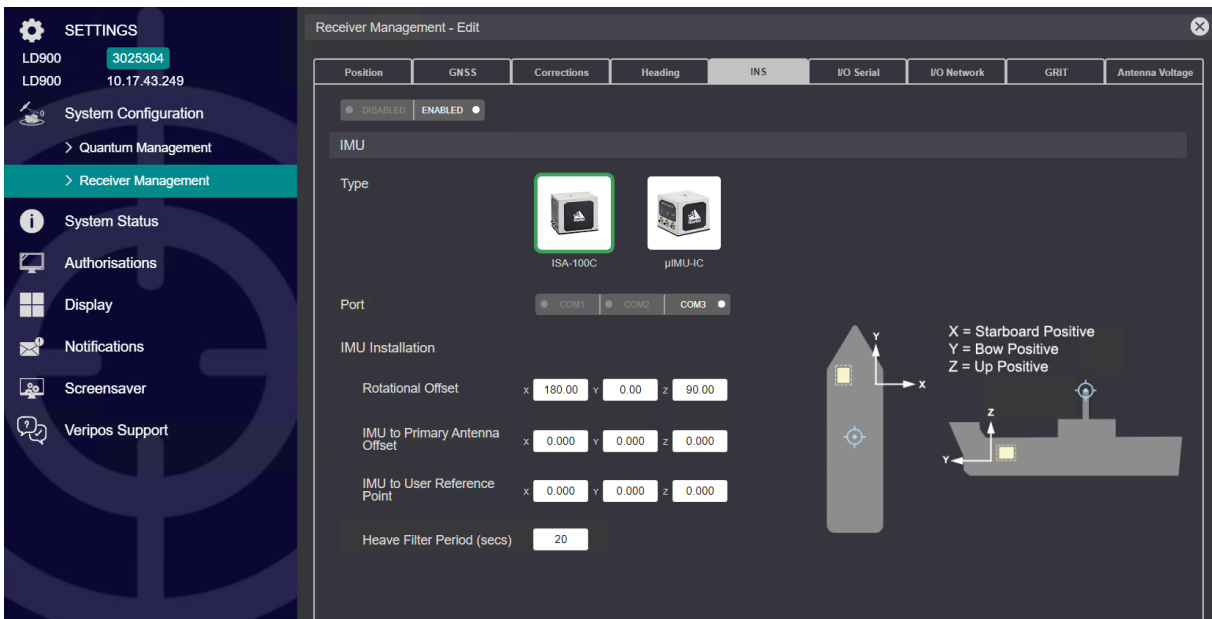 SETTINGS
LD900 3025304
LD900 10.17.43.249
System Configuration
> Quantum Management
> Receiver Management
System Status
Authorisations
Display
Notifications
Screensaver
Veripos Support
Receiver Management - Edit
Position GNSS Corrections Heading INS I/O Serial I/O Network GRIT Antenna Voltage
DISABLED ENABLED
IMU
Type
ISA-100C µIMU-IC
Port COM1 COM2 COM3
IMU Installation
Rotational Offset X 180.00 Y 0.00 Z 90.00
IMU to Primary Antenna
Offset X 0.000 Y 0.000 Z 0.000
IMU to User Reference
Point X 0.000 Y 0.000 Z 0.000
Heave Filter Period (secs) 20
Y
X
X = Starboard Positive
Y = Bow Positive
Z = Up Positive
Z
Y